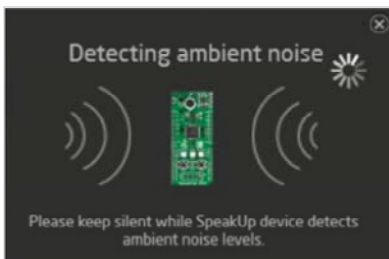 Detecting ambient noise
Please keep silent while SpeakUp device detects
ambient noise levels.